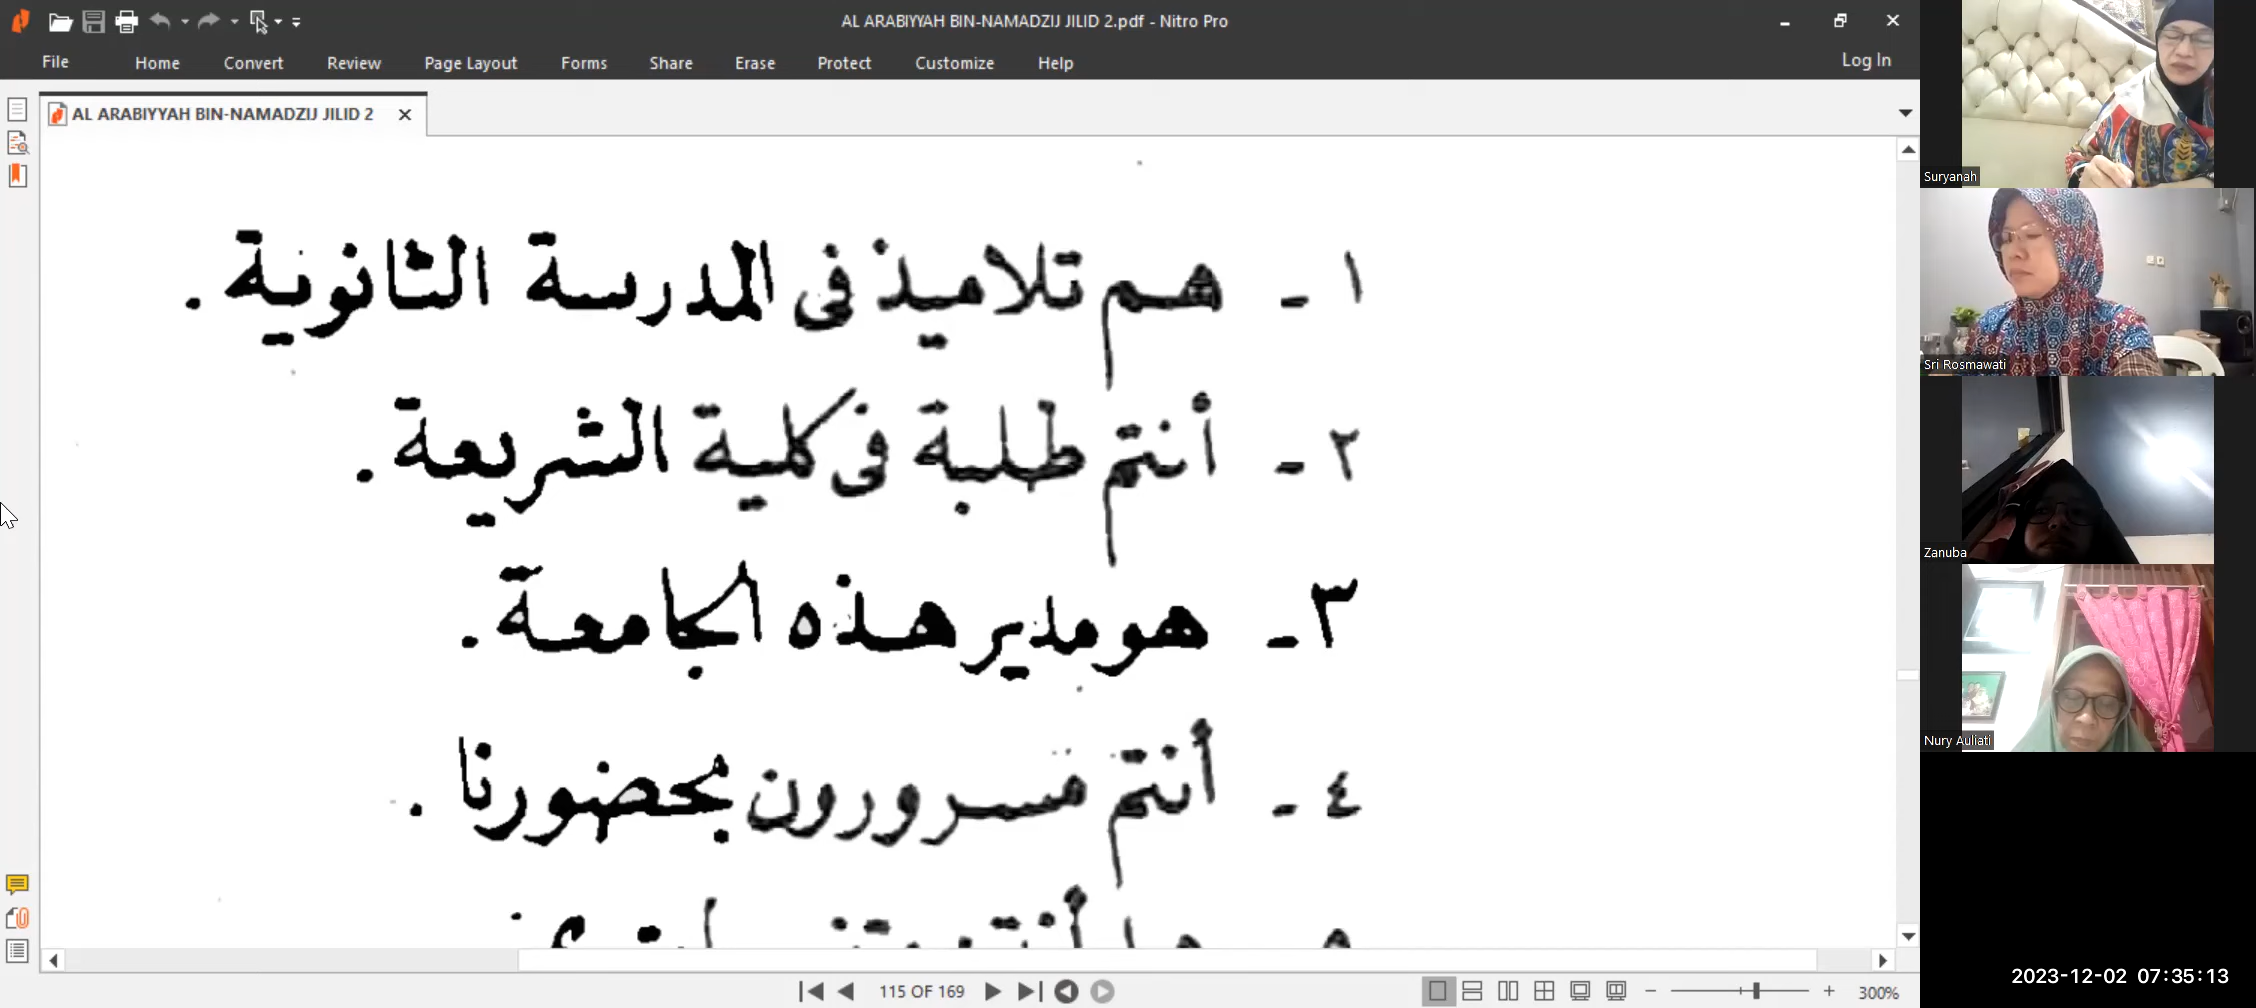 AL ARABIYYAH BIN-NAMADZIJ JILID 2.pdf - Nitro Pro
File Home Convert Review Page Layout Forms Share Erase Protect Customize Help Log In
AL ARABIYYAH BIN-NAMADZIJ JILID 2
١ - هم تلاميذ فى المدرسة الثانوية .
٢ - أنتم طلبة فى كلية الشريعة .
٣ - هو مدير هذه الجامعة .
٤ - أنتم مسرورون بحضورنا .
115 OF 169
300%
Suryanah
Sri Rosmawati
Zanuba
Nury Auliati
2023-12-02 07:35:13